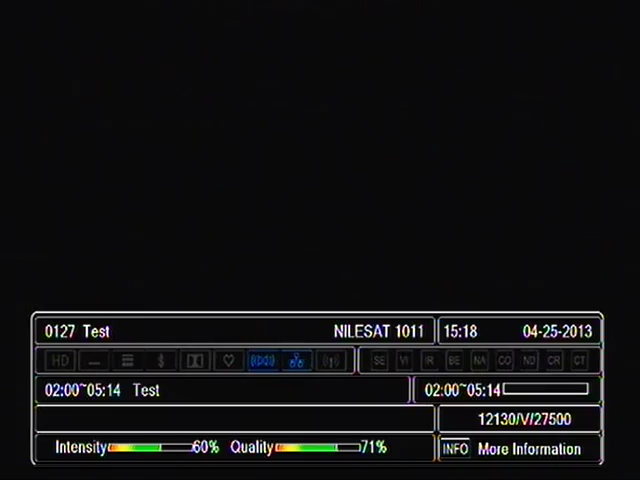 0127 Test NILESAT 1011 15:18 04-25-2013
HD $ SE VI IR BE NA CO ND CR CT
02:00~05:14 Test 02:00~05:14
12130/V/27500
Intensity 60% Quality 71% INFO More Information